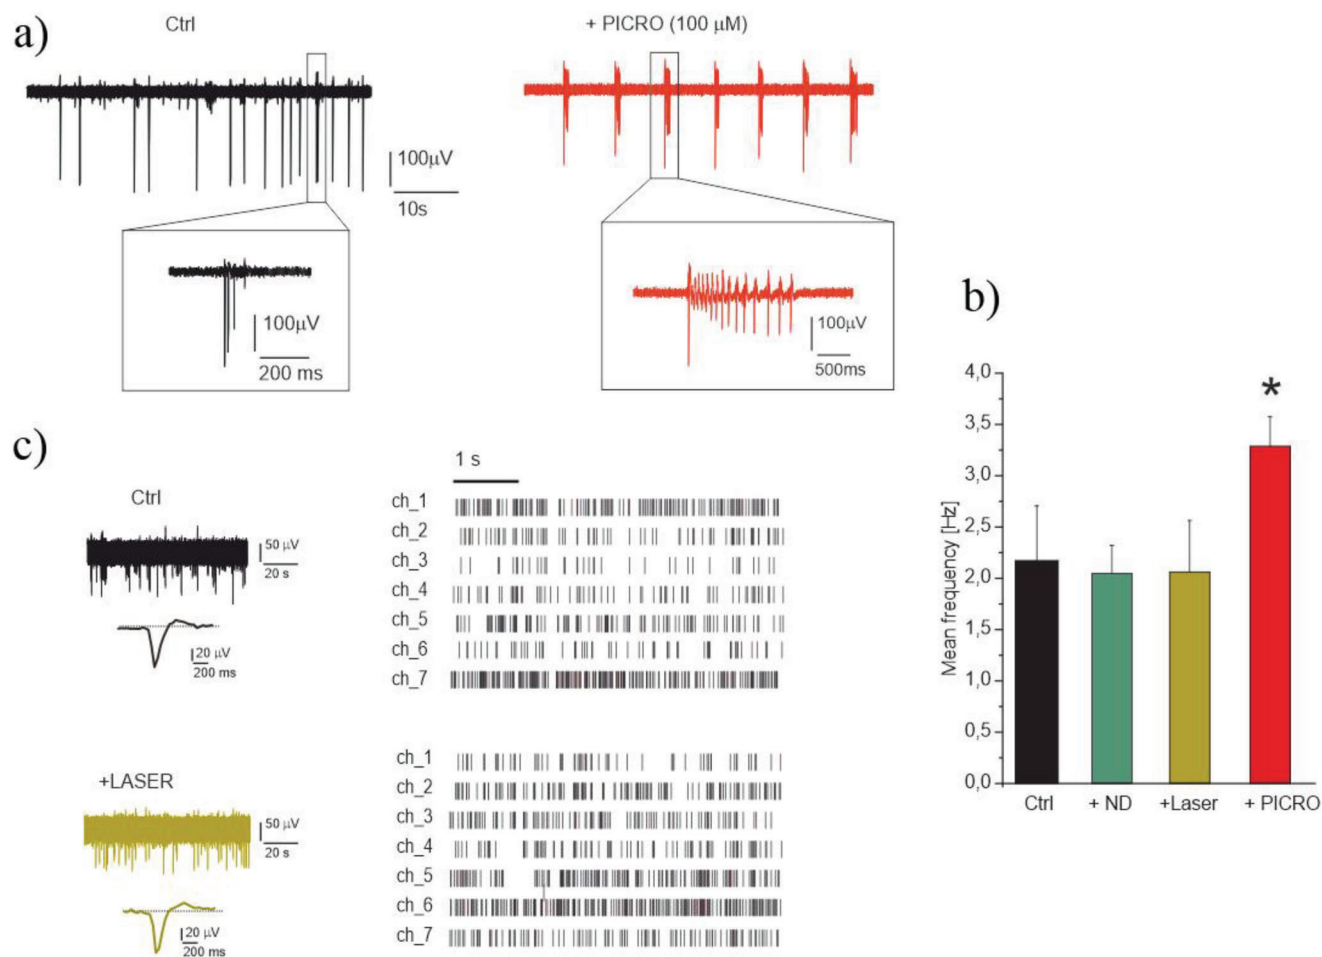 a)
Ctrl
+ PICRO (100 μM)
100μV
10s
100μV
200 ms
100μV
500ms
b)
4,0
3,5
3,0
2,5
2,0
1,5
1,0
0,5
0,0
Mean frequency [Hz]
*
Ctrl
+ ND
+Laser
+ PICRO
c)
Ctrl
50 μV
20 s
20 μV
200 ms
1 s
ch_1
ch_2
ch_3
ch_4
ch_5
ch_6
ch_7
+LASER
50 μV
20 s
20 μV
200 ms
ch_1
ch_2
ch_3
ch_4
ch_5
ch_6
ch_7